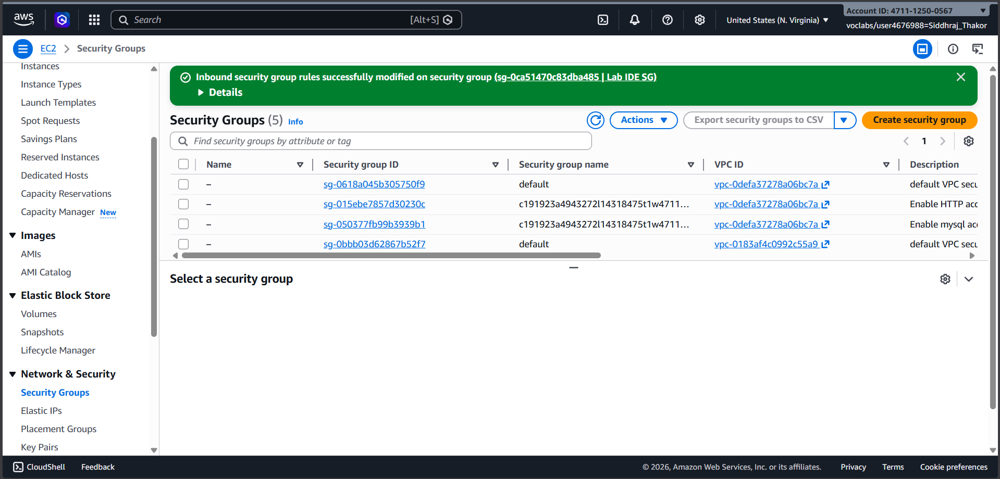 aws
Search
[Alt+S]
United States (N. Virginia)
Account ID: 4711-1250-0567
voclabs/user4676988=Siddhraj_Thakor
EC2
Security Groups
Instances
Instance Types
Launch Templates
Spot Requests
Savings Plans
Reserved Instances
Dedicated Hosts
Capacity Reservations
Capacity Manager New
Images
AMIs
AMI Catalog
Elastic Block Store
Volumes
Snapshots
Lifecycle Manager
Network & Security
Security Groups
Elastic IPs
Placement Groups
Key Pairs
Inbound security group rules successfully modified on security group (sg-0ca51470c83dba485 | Lab IDE SG)
Details
Security Groups (5) Info
Actions
Export security groups to CSV
Create security group
Find security groups by attribute or tag
1
Name Security group ID Security group name VPC ID Description
– sg-0618a045b305750f9 default vpc-0defa37278a06bc7a default VPC secu
– sg-015ebe7857d30230c c191923a4943272l14318475t1w4711... vpc-0defa37278a06bc7a Enable HTTP acc
– sg-050377fb99b3939b1 c191923a4943272l14318475t1w4711... vpc-0defa37278a06bc7a Enable mysql acc
– sg-0bbb03d62867b52f7 default vpc-0183af4c0992c55a9 default VPC secu
Select a security group
CloudShell Feedback
© 2026, Amazon Web Services, Inc. or its affiliates. Privacy Terms Cookie preferences